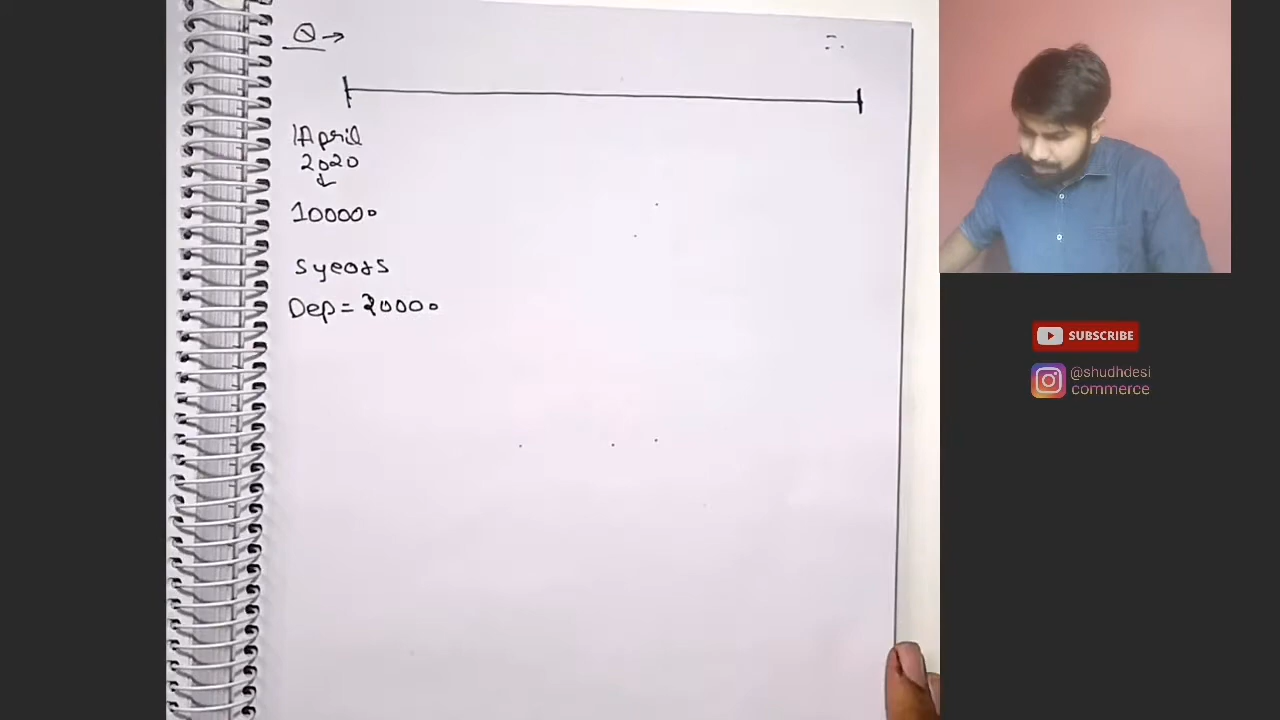 Q →
1 April
2020
↓
100000
5 years
Dep = 20000
SUBSCRIBE
@shudhdesi
commerce